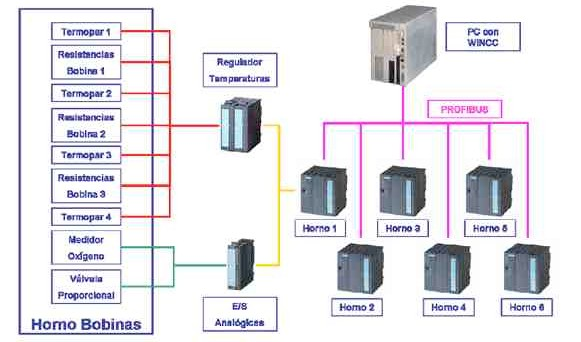 Termopar 1
Resistencias
Bobina 1
Termopar 2
Resistencias
Bobina 2
Termopar 3
Resistencias
Bobina 3
Termopar 4
Medidor
Oxígeno
Válvula
Proporcional
Horno Bobinas
Regulador
Temperaturas
E/S
Analógicas
PC con
WINCC
PROFIBUS
Horno 1
Horno 3
Horno 5
Horno 2
Horno 4
Horno 6